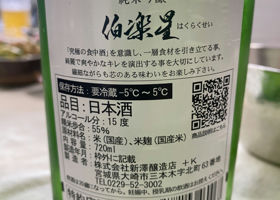 純米吟醸
伯楽星
はくらくせい
「究極の食中酒」を意識し、一層食材を引き立てる事、
綺麗で爽やかなキレを演出する事を大切にしています。
繊細ながらも芯のある味わいをお楽しみ下さい。
保存方法:要冷蔵 -5℃～5℃
品目:日本酒
アルコール分:15度
精米歩合:55%
原材料名:米(国産)、米麹(国産米)
内容量:720ml
製造年月:枠外に記載
製造者:株式会社新澤醸造店 +K
宮城県大崎市三本木字北町63番地
TEL.0229-52-3002